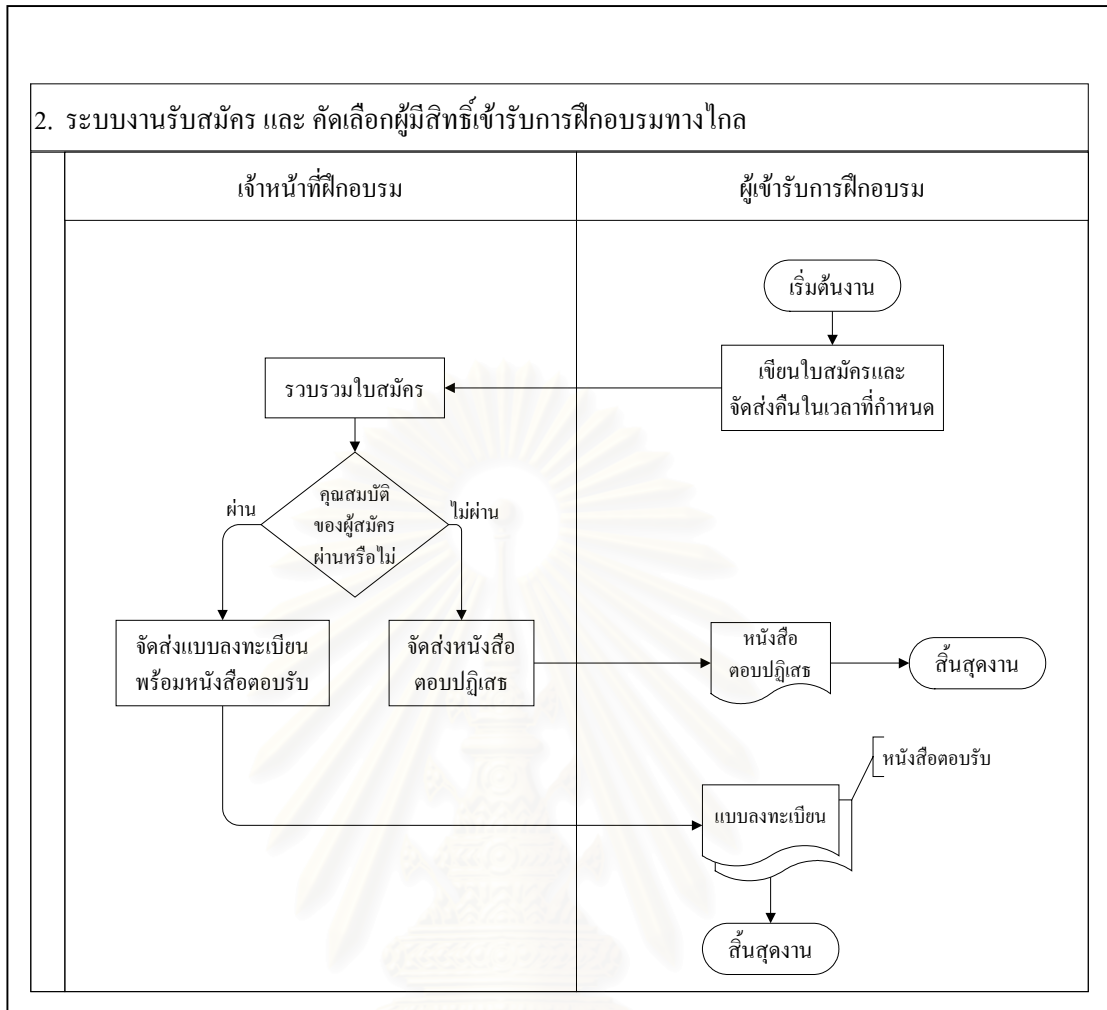 2. ระบบงานรับสมัคร และ คัดเลือกผู้มีสิทธิ์เข้ารับการฝึกอบรมทางไกล
เจ้าหน้าที่ฝึกอบรม
ผู้เข้ารับการฝึกอบรม
เริ่มต้นงาน
เขียนใบสมัครและ
จัดส่งคืนในเวลาที่กำหนด
รวบรวมใบสมัคร
คุณสมบัติ
ของผู้สมัคร
ผ่านหรือไม่
ผ่าน
ไม่ผ่าน
จัดส่งแบบลงทะเบียน
พร้อมหนังสือตอบรับ
จัดส่งหนังสือ
ตอบปฏิเสธ
หนังสือ
ตอบปฏิเสธ
สิ้นสุดงาน
หนังสือตอบรับ
แบบลงทะเบียน
สิ้นสุดงาน